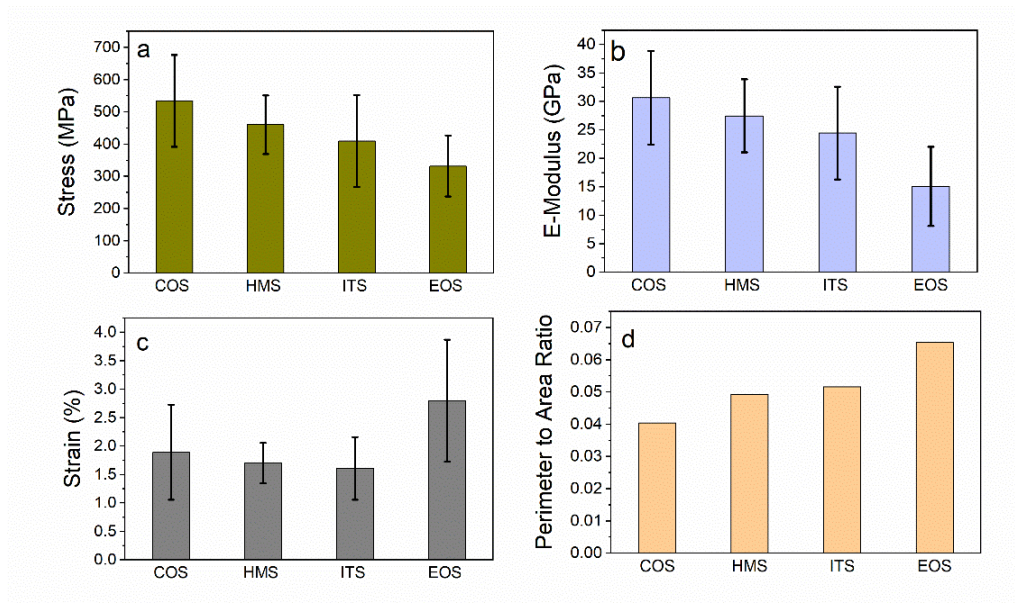 a
Stress (MPa)
700
600
500
400
300
200
100
0
COS HMS ITS EOS
b
E-Modulus (GPa)
40
35
30
25
20
15
10
5
0
COS HMS ITS EOS
c
Strain (%)
4.0
3.5
3.0
2.5
2.0
1.5
1.0
0.5
0.0
COS HMS ITS EOS
d
Perimeter to Area Ratio
0.07
0.06
0.05
0.04
0.03
0.02
0.01
0.00
COS HMS ITS EOS